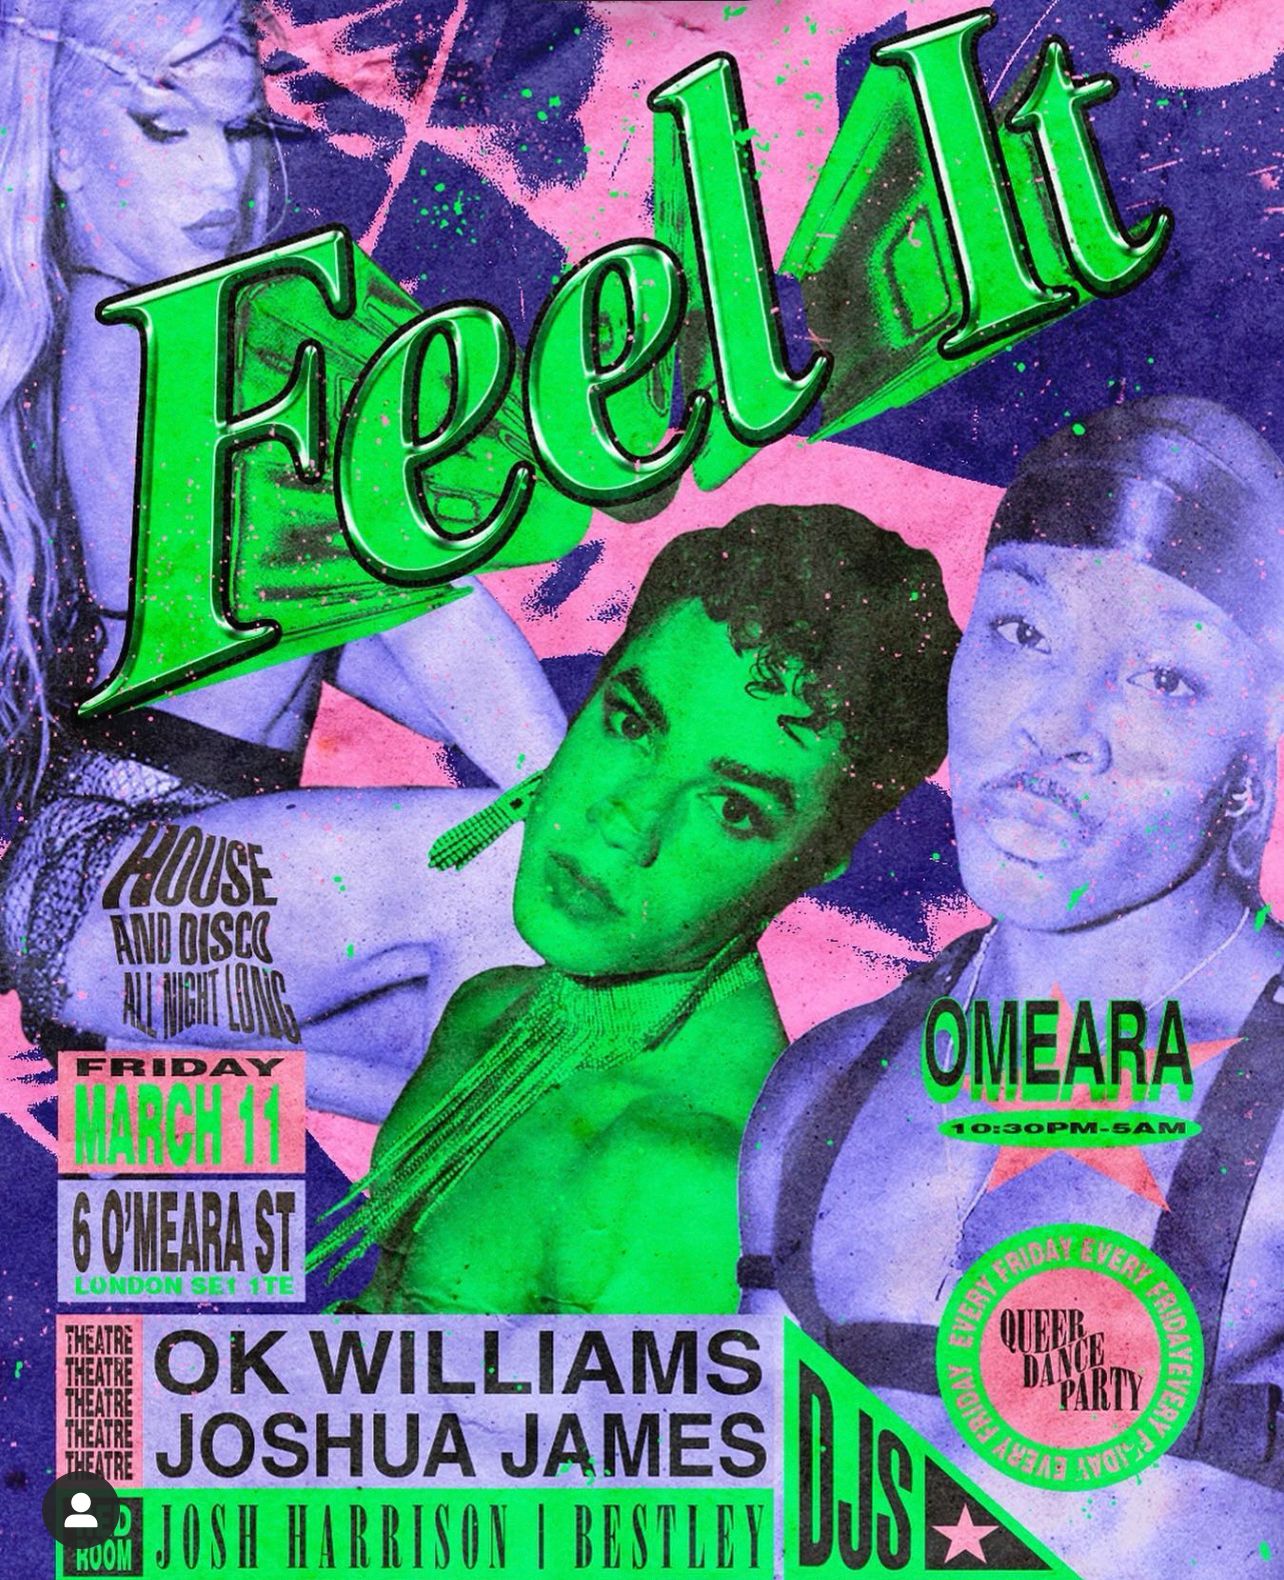 Feel It
HOUSE
AND DISCO
ALL NIGHT LONG
FRIDAY
MARCH 11
6 O'MEARA ST
LONDON SE1 1TE
OMEARA
10:30PM-5AM
EVERY FRIDAY EVERY FRIDAY EVERY FRIDAY EVERY FRIDAY
QUEER
DANCE
PARTY
THEATRE
THEATRE
THEATRE
THEATRE
THEATRE
OK WILLIAMS
JOSHUA JAMES
ROOM
JOSH HARRISON | BESTLEY
DJS